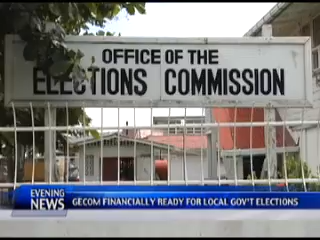 OFFICE OF THE
ELECTIONS COMMISSION
EVENING
NEWS
GECOM FINANCIALLY READY FOR LOCAL GOV'T ELECTIONS